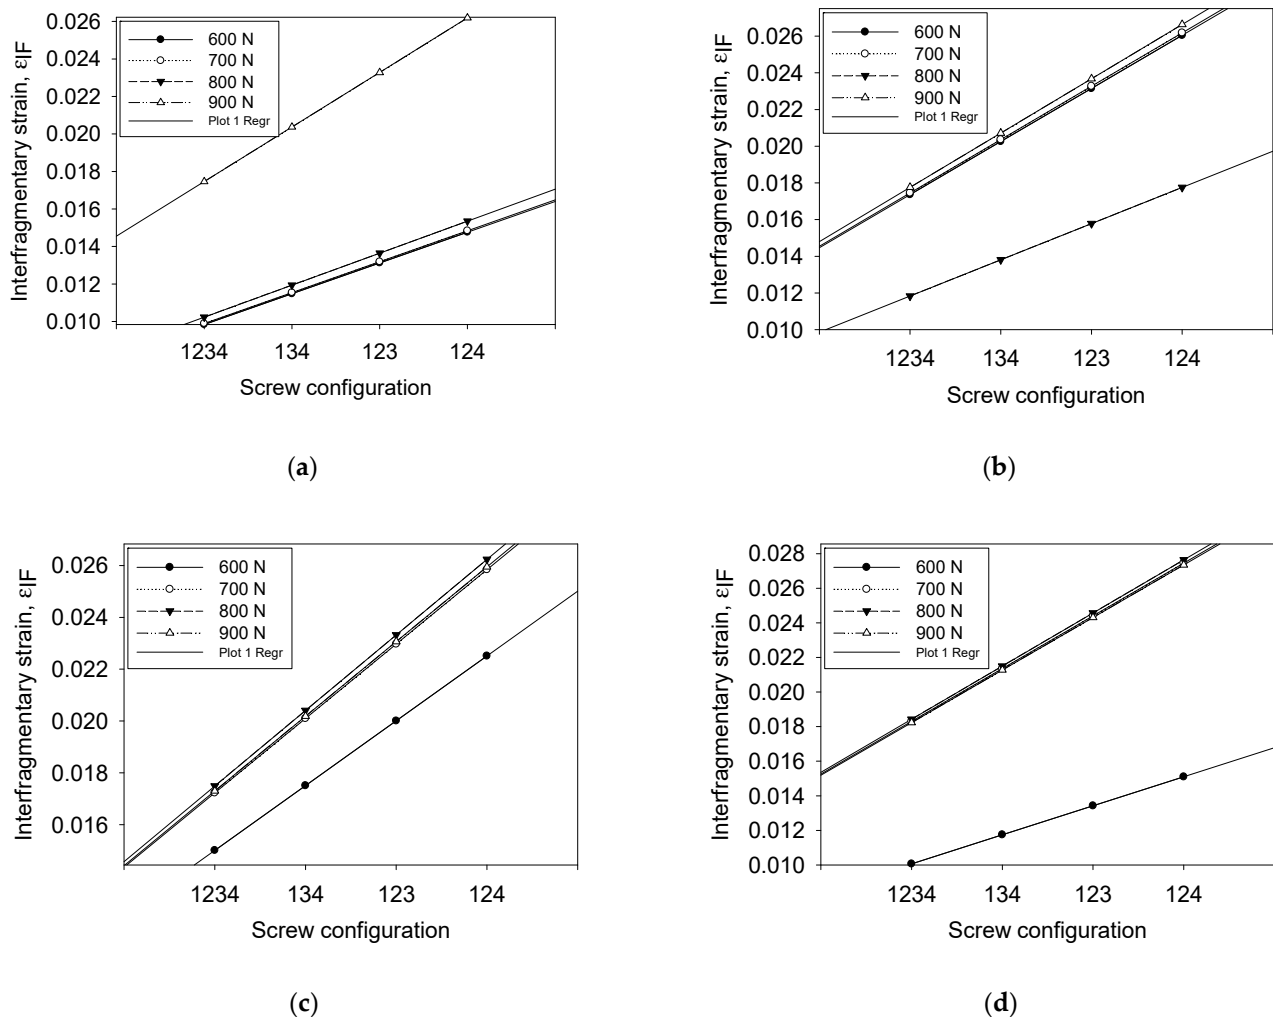 0.026
0.024
0.022
0.020
0.018
0.016
0.014
0.012
0.010
Interfragmentary strain, εIF
600 N
700 N
800 N
900 N
Plot 1 Regr
1234 134 123 124
Screw configuration
(a)
0.026
0.024
0.022
0.020
0.018
0.016
0.014
0.012
0.010
Interfragmentary strain, εIF
600 N
700 N
800 N
900 N
Plot 1 Regr
1234 134 123 124
Screw configuration
(b)
0.026
0.024
0.022
0.020
0.018
0.016
Interfragmentary strain, εIF
600 N
700 N
800 N
900 N
Plot 1 Regr
1234 134 123 124
Screw configuration
(c)
0.028
0.026
0.024
0.022
0.020
0.018
0.016
0.014
0.012
0.010
Interfragmentary strain, εIF
600 N
700 N
800 N
900 N
Plot 1 Regr
1234 134 123 124
Screw configuration
(d)